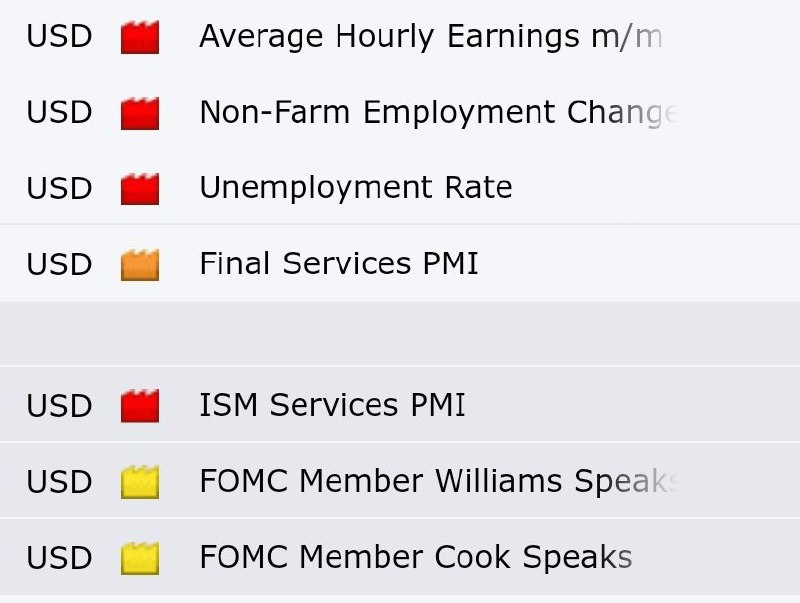 USD Average Hourly Earnings m/m
USD Non-Farm Employment Change
USD Unemployment Rate
USD Final Services PMI
USD ISM Services PMI
USD FOMC Member Williams Speaks
USD FOMC Member Cook Speaks